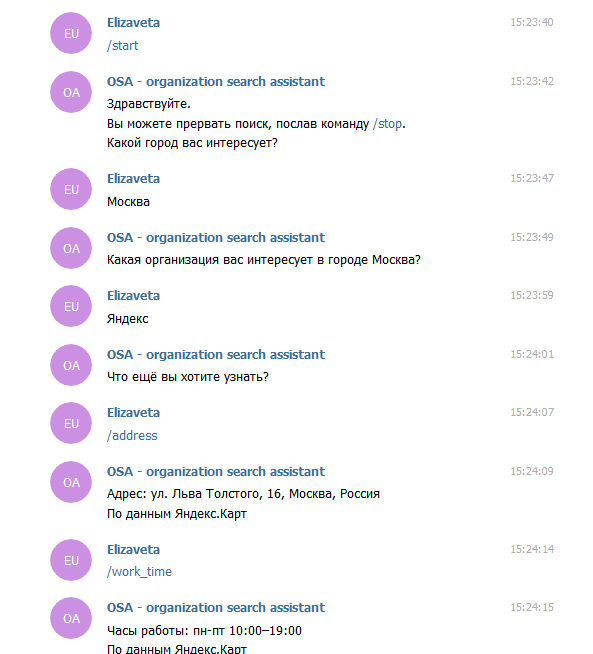 EU
Elizaveta
15:23:40
/start
OA
OSA - organization search assistant
15:23:42
Здравствуйте.
Вы можете прервать поиск, послав команду /stop.
Какой город вас интересует?
EU
Elizaveta
15:23:47
Москва
OA
OSA - organization search assistant
15:23:49
Какая организация вас интересует в городе Москва?
EU
Elizaveta
15:23:59
Яндекс
OA
OSA - organization search assistant
15:24:01
Что ещё вы хотите узнать?
EU
Elizaveta
15:24:07
/address
OA
OSA - organization search assistant
15:24:09
Адрес: ул. Льва Толстого, 16, Москва, Россия
По данным Яндекс.Карт
EU
Elizaveta
15:24:14
/work_time
OA
OSA - organization search assistant
15:24:15
Часы работы: пн-пт 10:00–19:00
По данным Яндекс.Карт